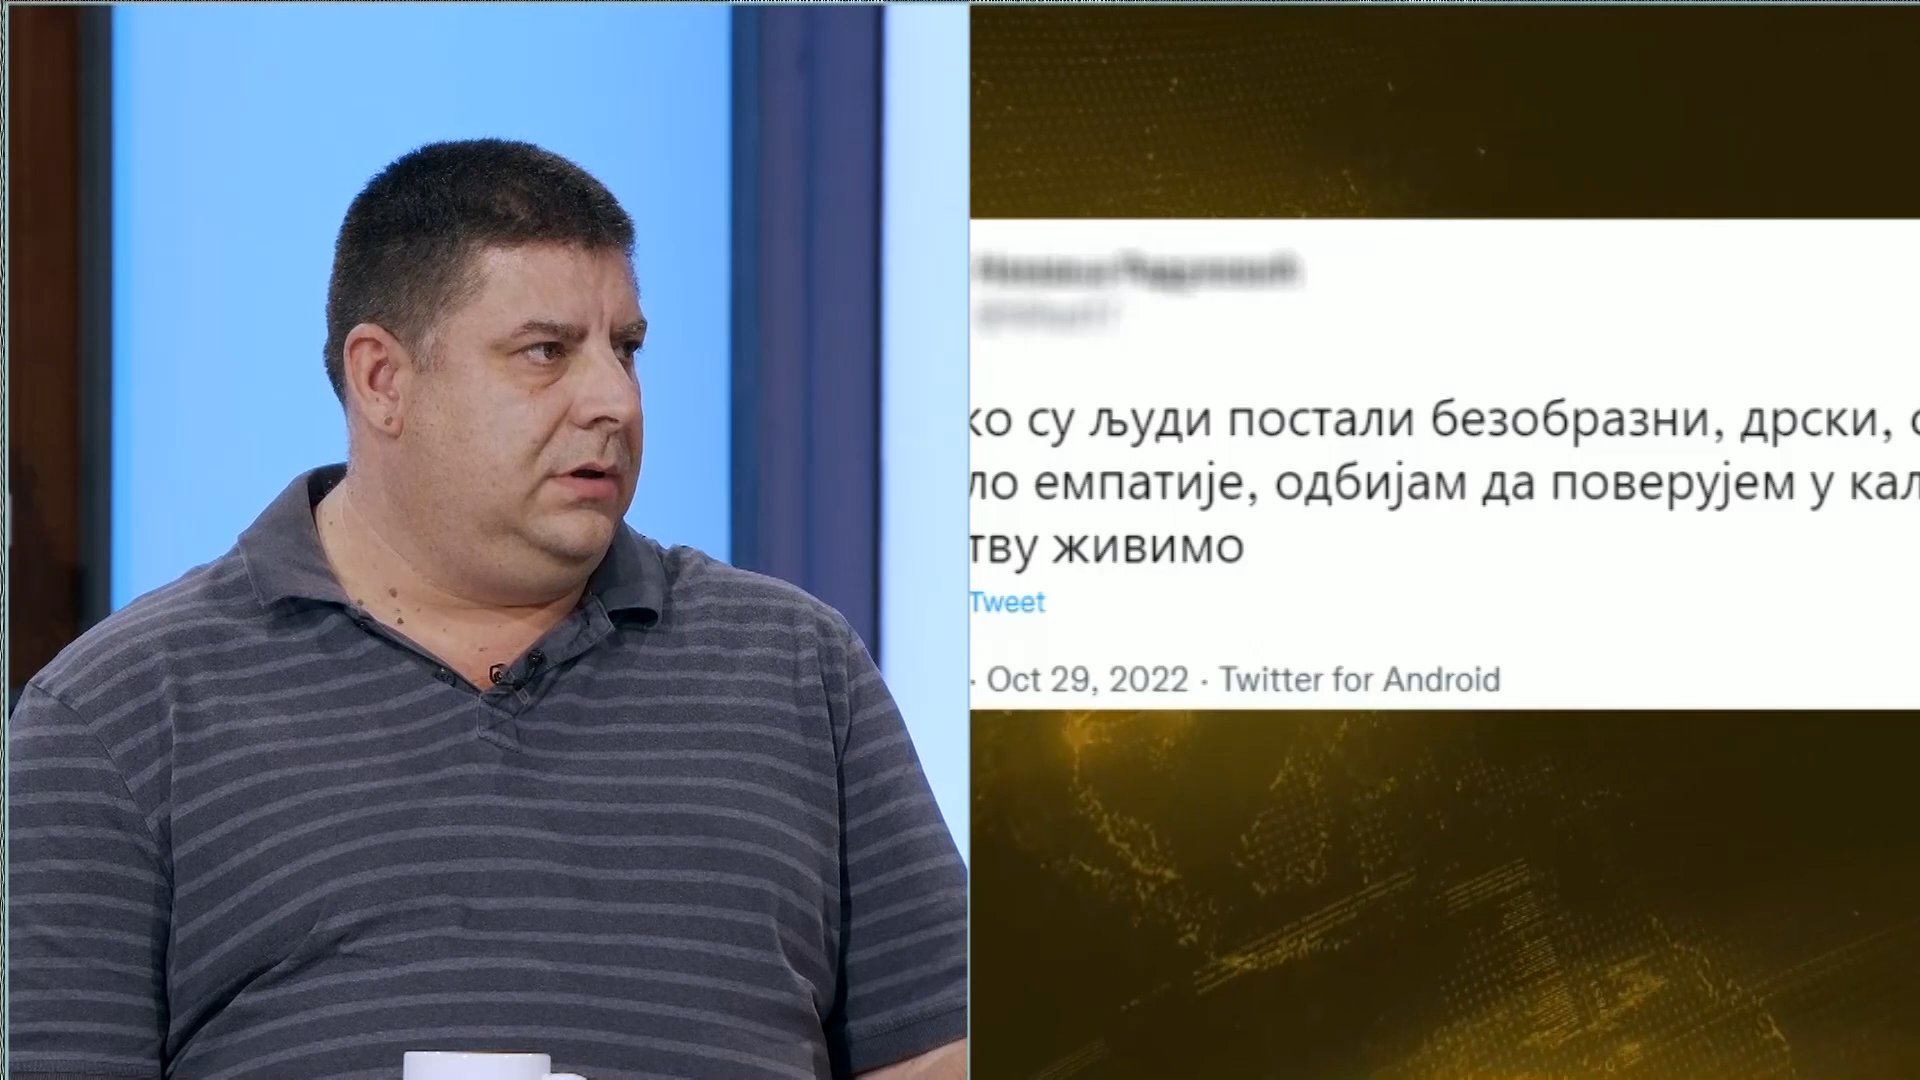 ко су људи постали безобразни, дрски,
ло емпатије, одбијам да поверујем у
тву живимо
Tweet
· Oct 29, 2022 · Twitter for Android